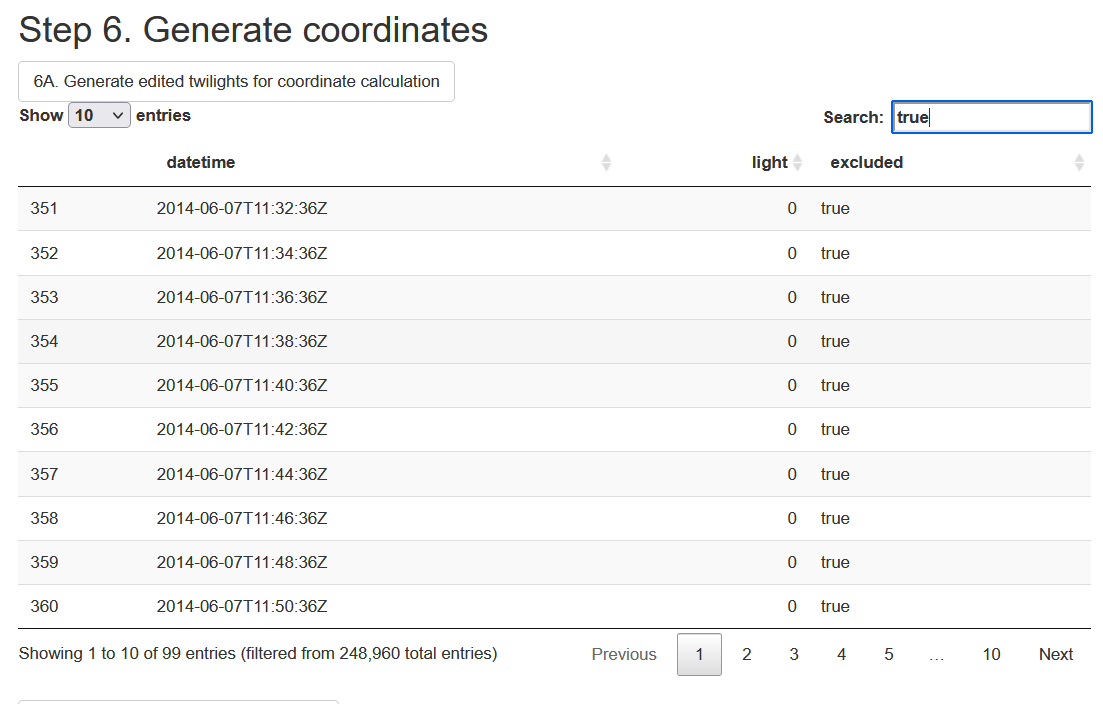 Step 6. Generate coordinates
6A. Generate edited twilights for coordinate calculation
Show 10 entries Search: true
datetime light excluded
351 2014-06-07T11:32:36Z 0 true
352 2014-06-07T11:34:36Z 0 true
353 2014-06-07T11:36:36Z 0 true
354 2014-06-07T11:38:36Z 0 true
355 2014-06-07T11:40:36Z 0 true
356 2014-06-07T11:42:36Z 0 true
357 2014-06-07T11:44:36Z 0 true
358 2014-06-07T11:46:36Z 0 true
359 2014-06-07T11:48:36Z 0 true
360 2014-06-07T11:50:36Z 0 true
Showing 1 to 10 of 99 entries (filtered from 248,960 total entries) Previous 1 2 3 4 5 … 10 Next